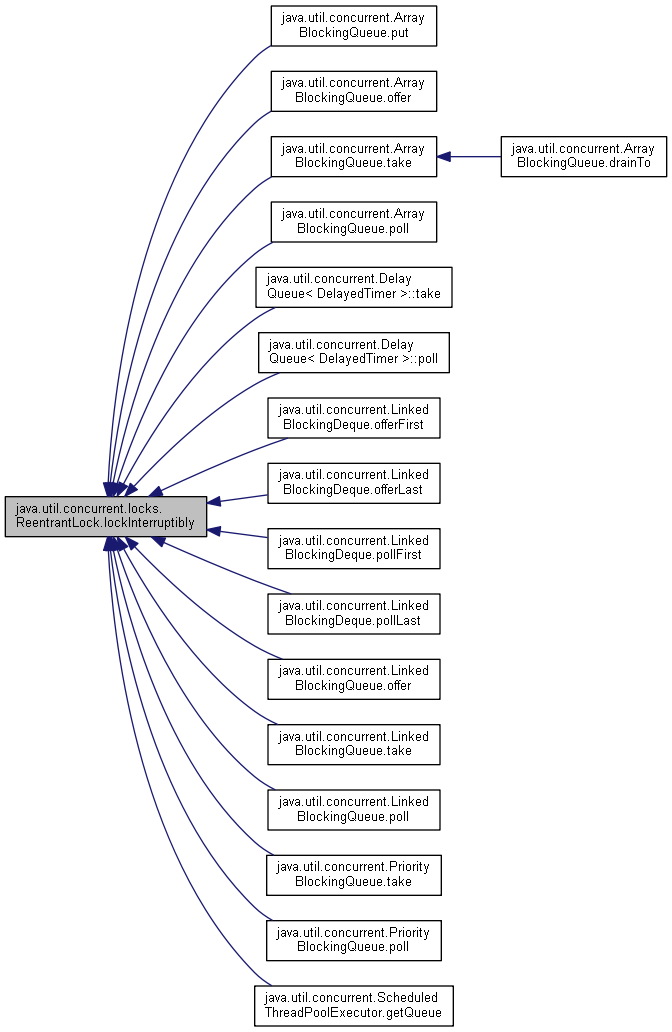 java.util.concurrent.Array
BlockingQueue.put
java.util.concurrent.Array
BlockingQueue.offer
java.util.concurrent.Array
BlockingQueue.take
java.util.concurrent.Array
BlockingQueue.drainTo
java.util.concurrent.Array
BlockingQueue.poll
java.util.concurrent.Delay
Queue< DelayedTimer >::take
java.util.concurrent.Delay
Queue< DelayedTimer >::poll
java.util.concurrent.Linked
BlockingDeque.offerFirst
java.util.concurrent.Linked
BlockingDeque.offerLast
java.util.concurrent.locks.
ReentrantLock.lockInterruptibly
java.util.concurrent.Linked
BlockingDeque.pollFirst
java.util.concurrent.Linked
BlockingDeque.pollLast
java.util.concurrent.Linked
BlockingQueue.offer
java.util.concurrent.Linked
BlockingQueue.take
java.util.concurrent.Linked
BlockingQueue.poll
java.util.concurrent.Priority
BlockingQueue.take
java.util.concurrent.Priority
BlockingQueue.poll
java.util.concurrent.Scheduled
ThreadPoolExecutor.getQueue